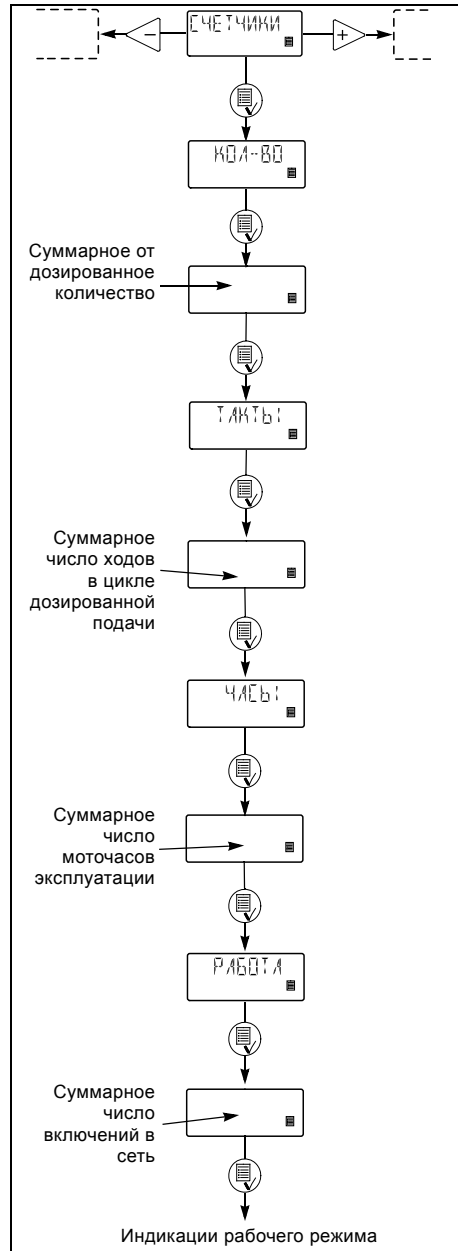 −
СЧЕТЧИКИ
+
КОЛ-ВО
Суммарное от
дозированное
количество
ТАКТЫ
Суммарное
число ходов
в цикле
дозированной
подачи
ЧАСЫ
Суммарное
число
моточасов
эксплуатации
РАБОТА
Суммарное
число
включений в
сеть
Индикации рабочего режима